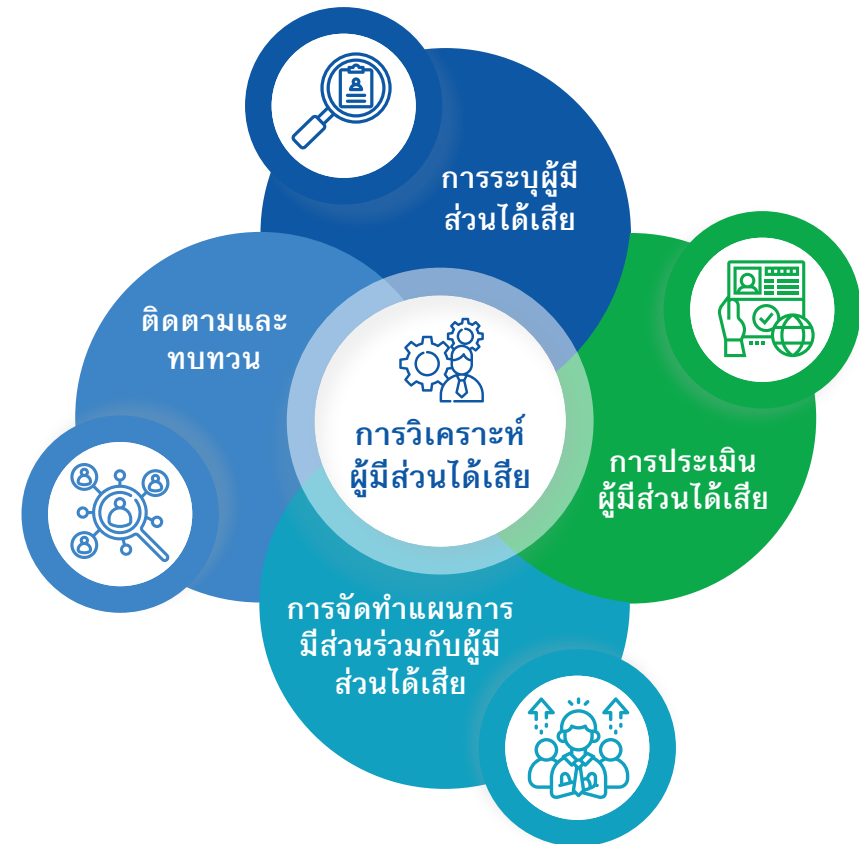 การระบุผู้มี
ส่วนได้เสีย
ติดตามและ
ทบทวน
การวิเคราะห์
ผู้มีส่วนได้เสีย
การประเมิน
ผู้มีส่วนได้เสีย
การจัดทำแผนการ
มีส่วนร่วมกับผู้มี
ส่วนได้เสีย